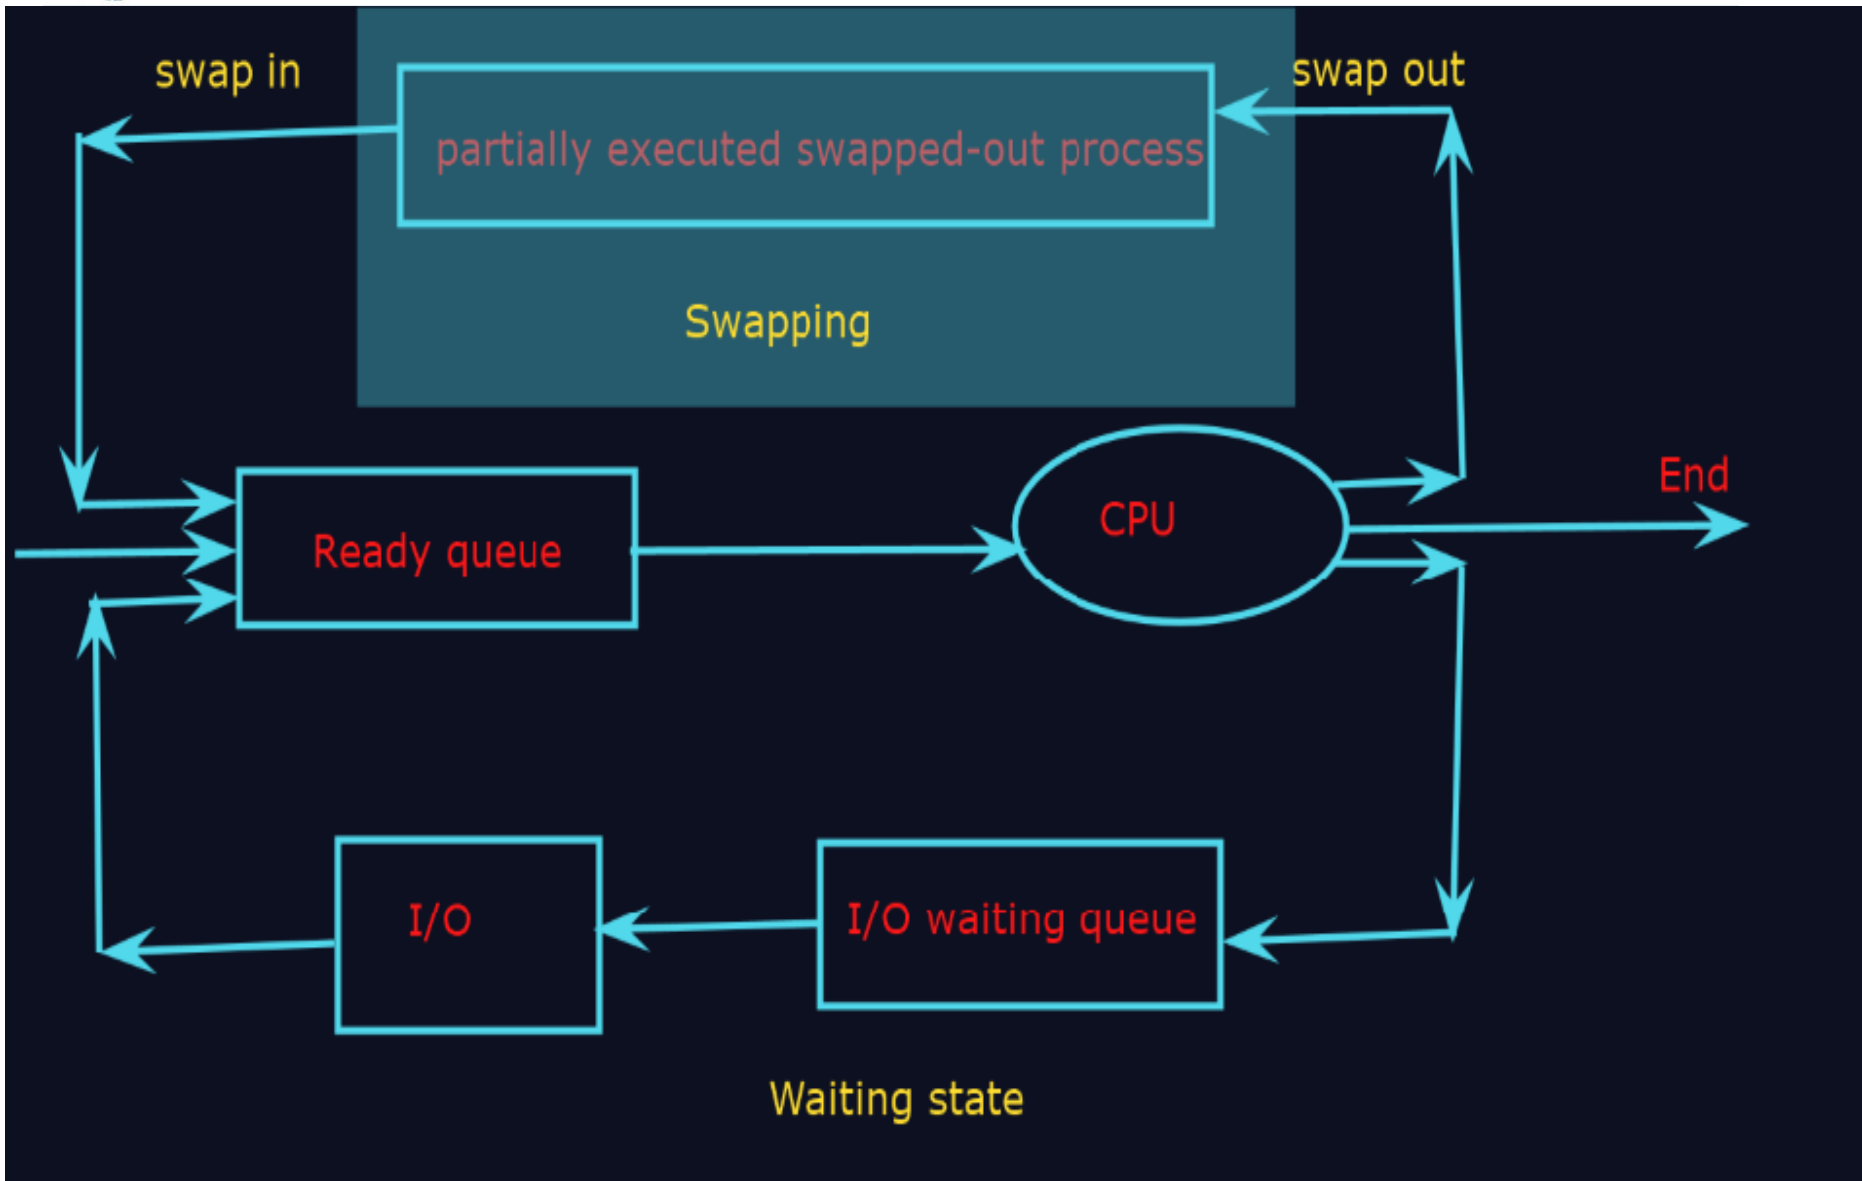 swap in
swap out
partially executed swapped-out process
Swapping
CPU
End
Ready queue
I/O
I/O waiting queue
Waiting state